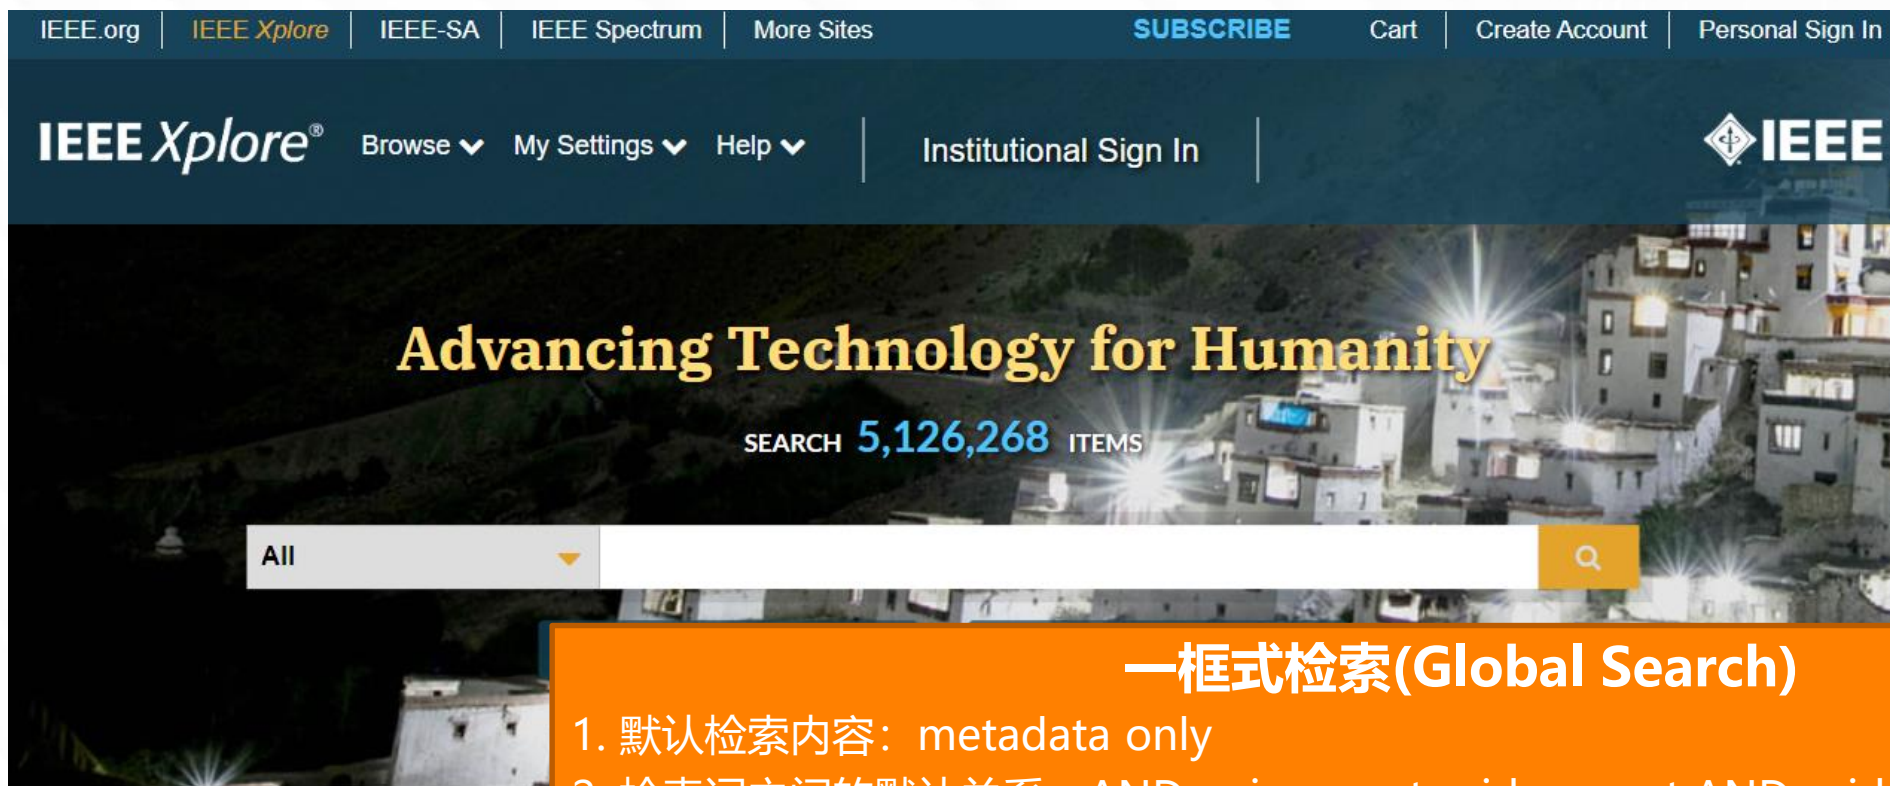 IEEE.org IEEE Xplore IEEE-SA IEEE Spectrum More Sites SUBSCRIBE Cart Create Account Personal Sign In
IEEE Xplore® Browse My Settings Help Institutional Sign In IEEE
Advancing Technology for Humanity
SEARCH 5,126,268 ITEMS
All
一框式检索(Global Search)
1. 默认检索内容：metadata only